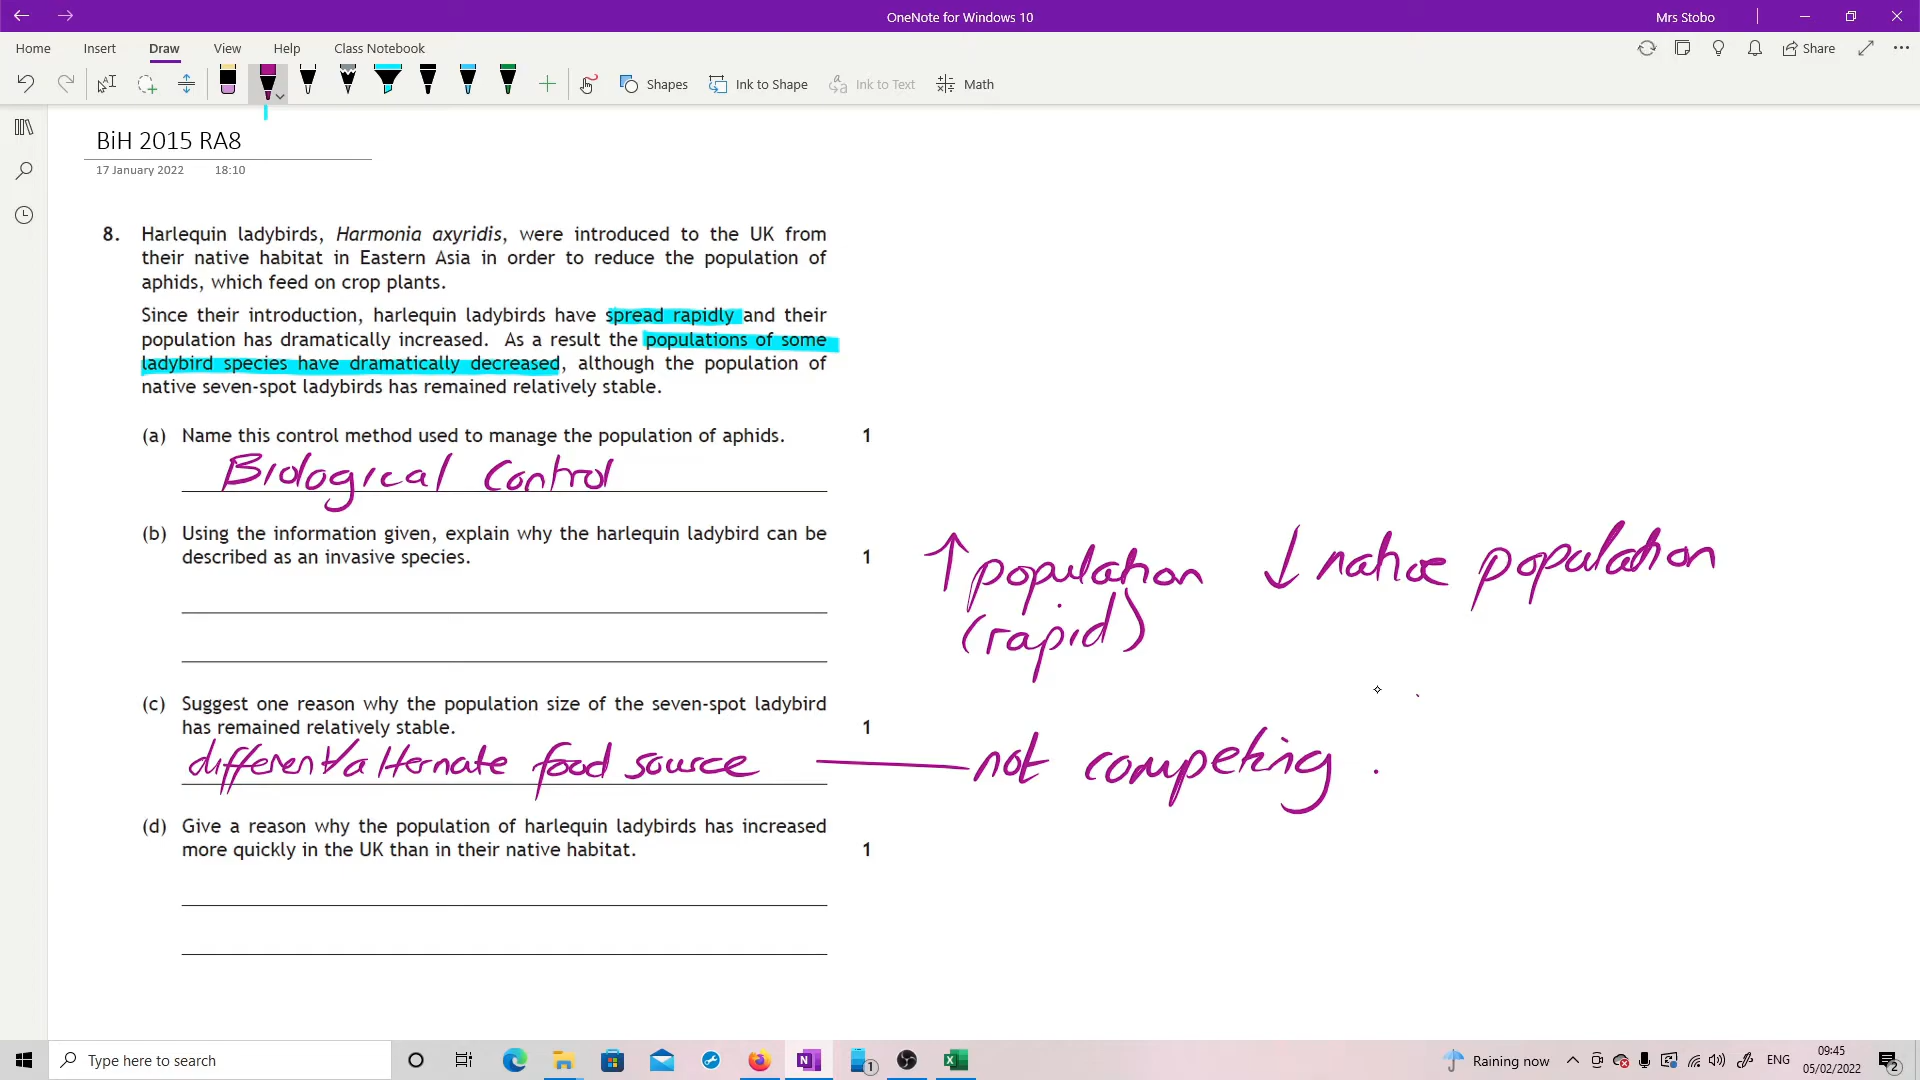 OneNote for Windows 10
Mrs Stobo
Home Insert Draw View Help Class Notebook
Share
Shapes Ink to Shape Ink to Text Math
BiH 2015 RA8
17 January 2022 18:10
8. Harlequin ladybirds, Harmonia axyridis, were introduced to the UK from
their native habitat in Eastern Asia in order to reduce the population of
aphids, which feed on crop plants.
Since their introduction, harlequin ladybirds have spread rapidly and their
population has dramatically increased. As a result the populations of some
ladybird species have dramatically decreased, although the population of
native seven-spot ladybirds has remained relatively stable.
(a) Name this control method used to manage the population of aphids. 1
Biological Control
(b) Using the information given, explain why the harlequin ladybird can be
described as an invasive species. 1
↑ population ↓ native population
(rapid)
(c) Suggest one reason why the population size of the seven-spot ladybird
has remained relatively stable. 1
different/alternate food source — not competing.
(d) Give a reason why the population of harlequin ladybirds has increased
more quickly in the UK than in their native habitat. 1
Type here to search
1
Raining now
ENG
09:45
05/02/2022
2